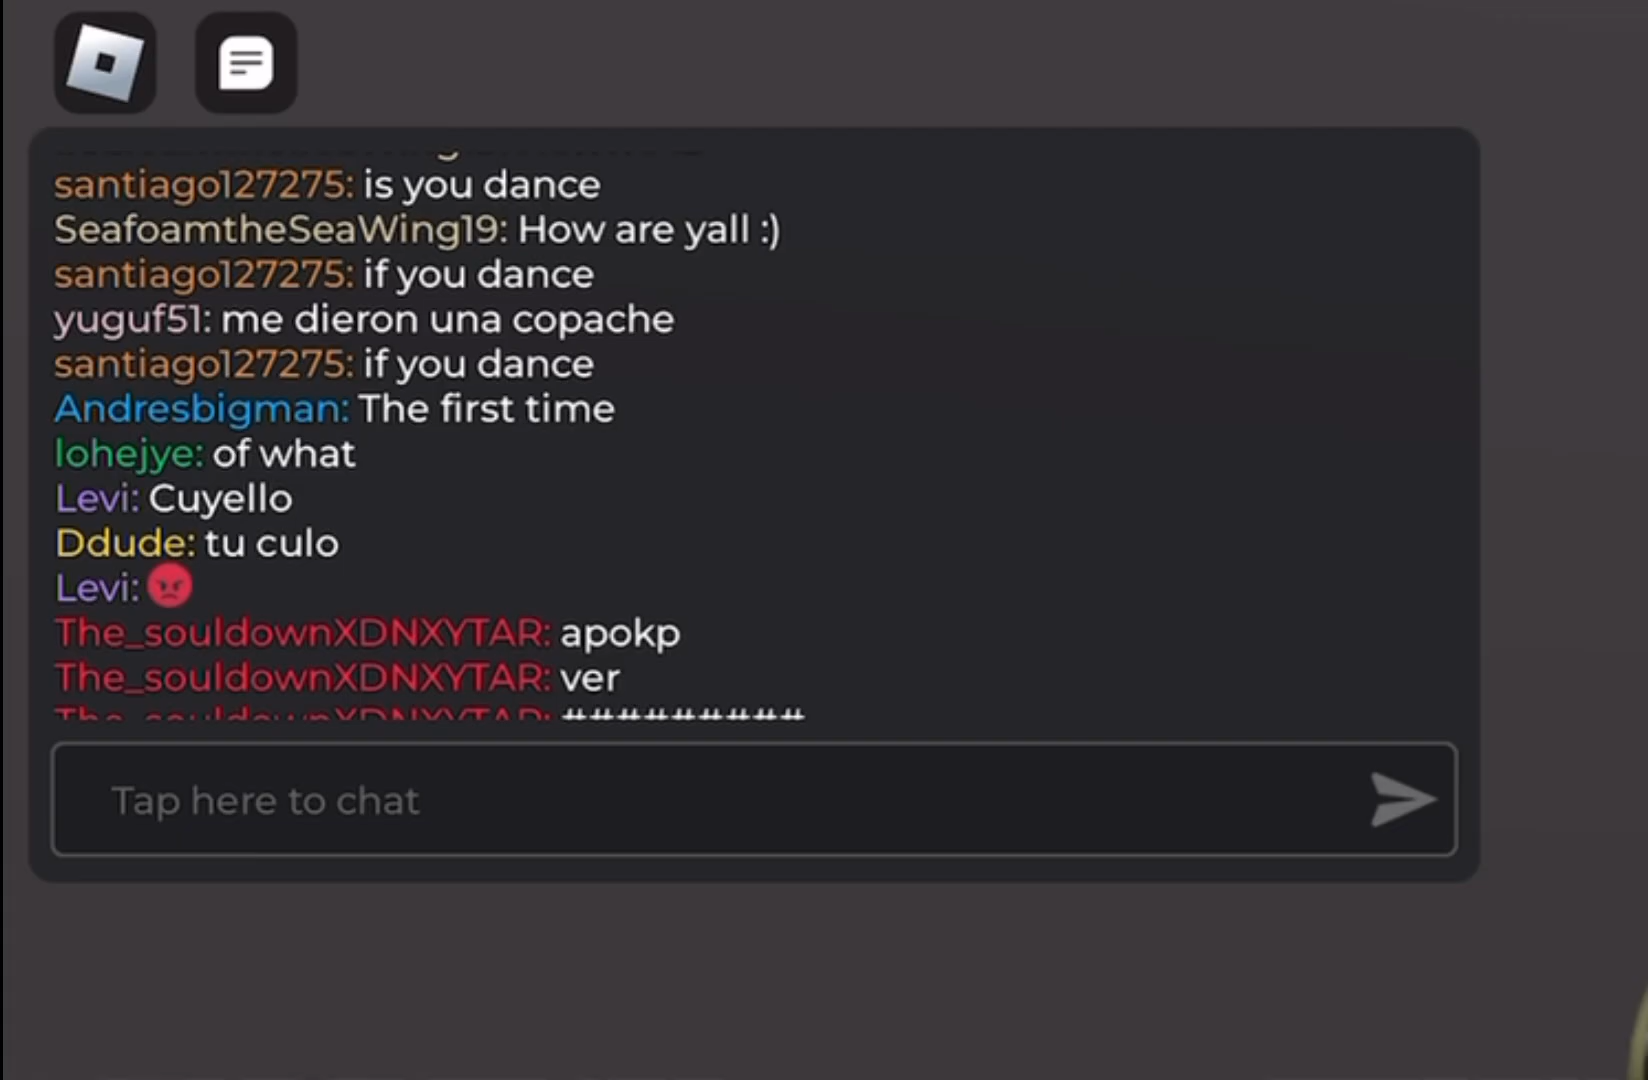 santiago127275: is you dance
SeafoamtheSeaWing19: How are yall :)
santiago127275: if you dance
yuguf51: me dieron una copache
santiago127275: if you dance
Andresbigman: The first time
lohejye: of what
Levi: Cuyello
Ddude: tu culo
Levi: 😡
The_souldownXDNXYTAR: apokp
The_souldownXDNXYTAR: ver
The_souldownXDNXYTAR: #########
Tap here to chat